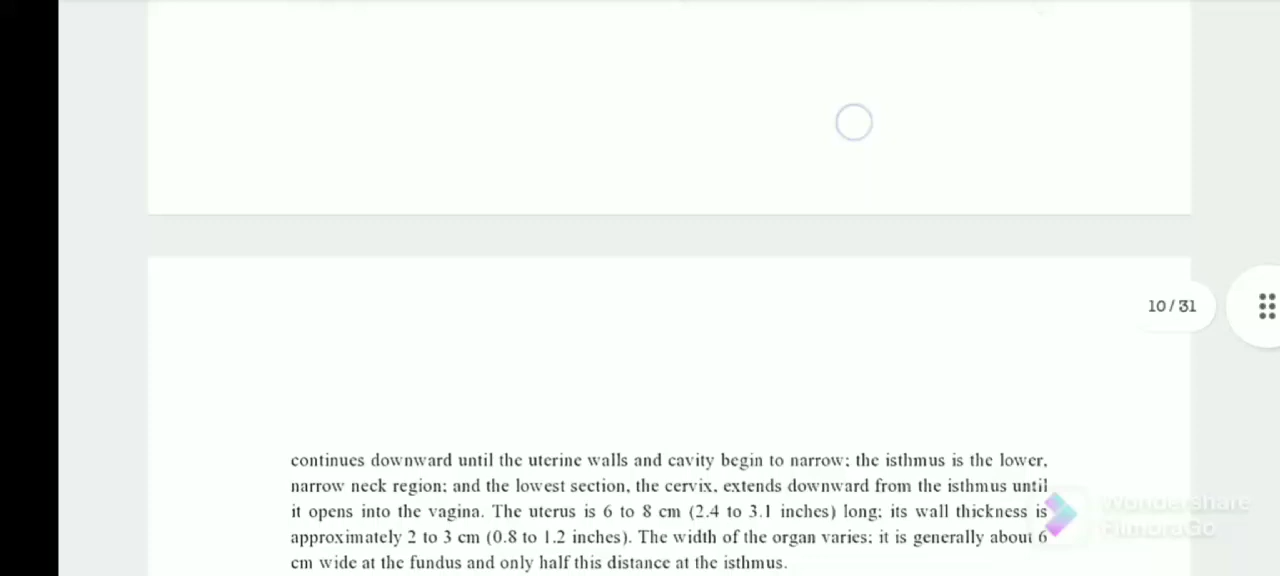 10 / 31
continues downward until the uterine walls and cavity begin to narrow; the isthmus is the lower,
narrow neck region; and the lowest section, the cervix, extends downward from the isthmus until
it opens into the vagina. The uterus is 6 to 8 cm (2.4 to 3.1 inches) long; its wall thickness is
approximately 2 to 3 cm (0.8 to 1.2 inches). The width of the organ varies; it is generally about 6
cm wide at the fundus and only half this distance at the isthmus.
Wondershare
FilmoraGo